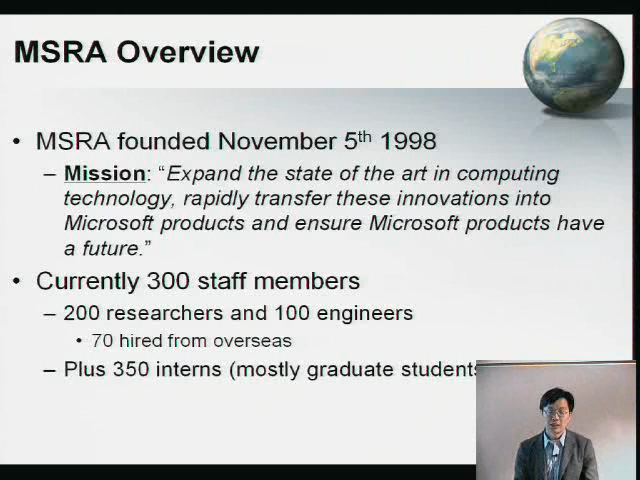 MSRA Overview
• MSRA founded November 5th 1998
– Mission: “Expand the state of the art in computing
technology, rapidly transfer these innovations into
Microsoft products and ensure Microsoft products have
a future.”
• Currently 300 staff members
– 200 researchers and 100 engineers
• 70 hired from overseas
– Plus 350 interns (mostly graduate students